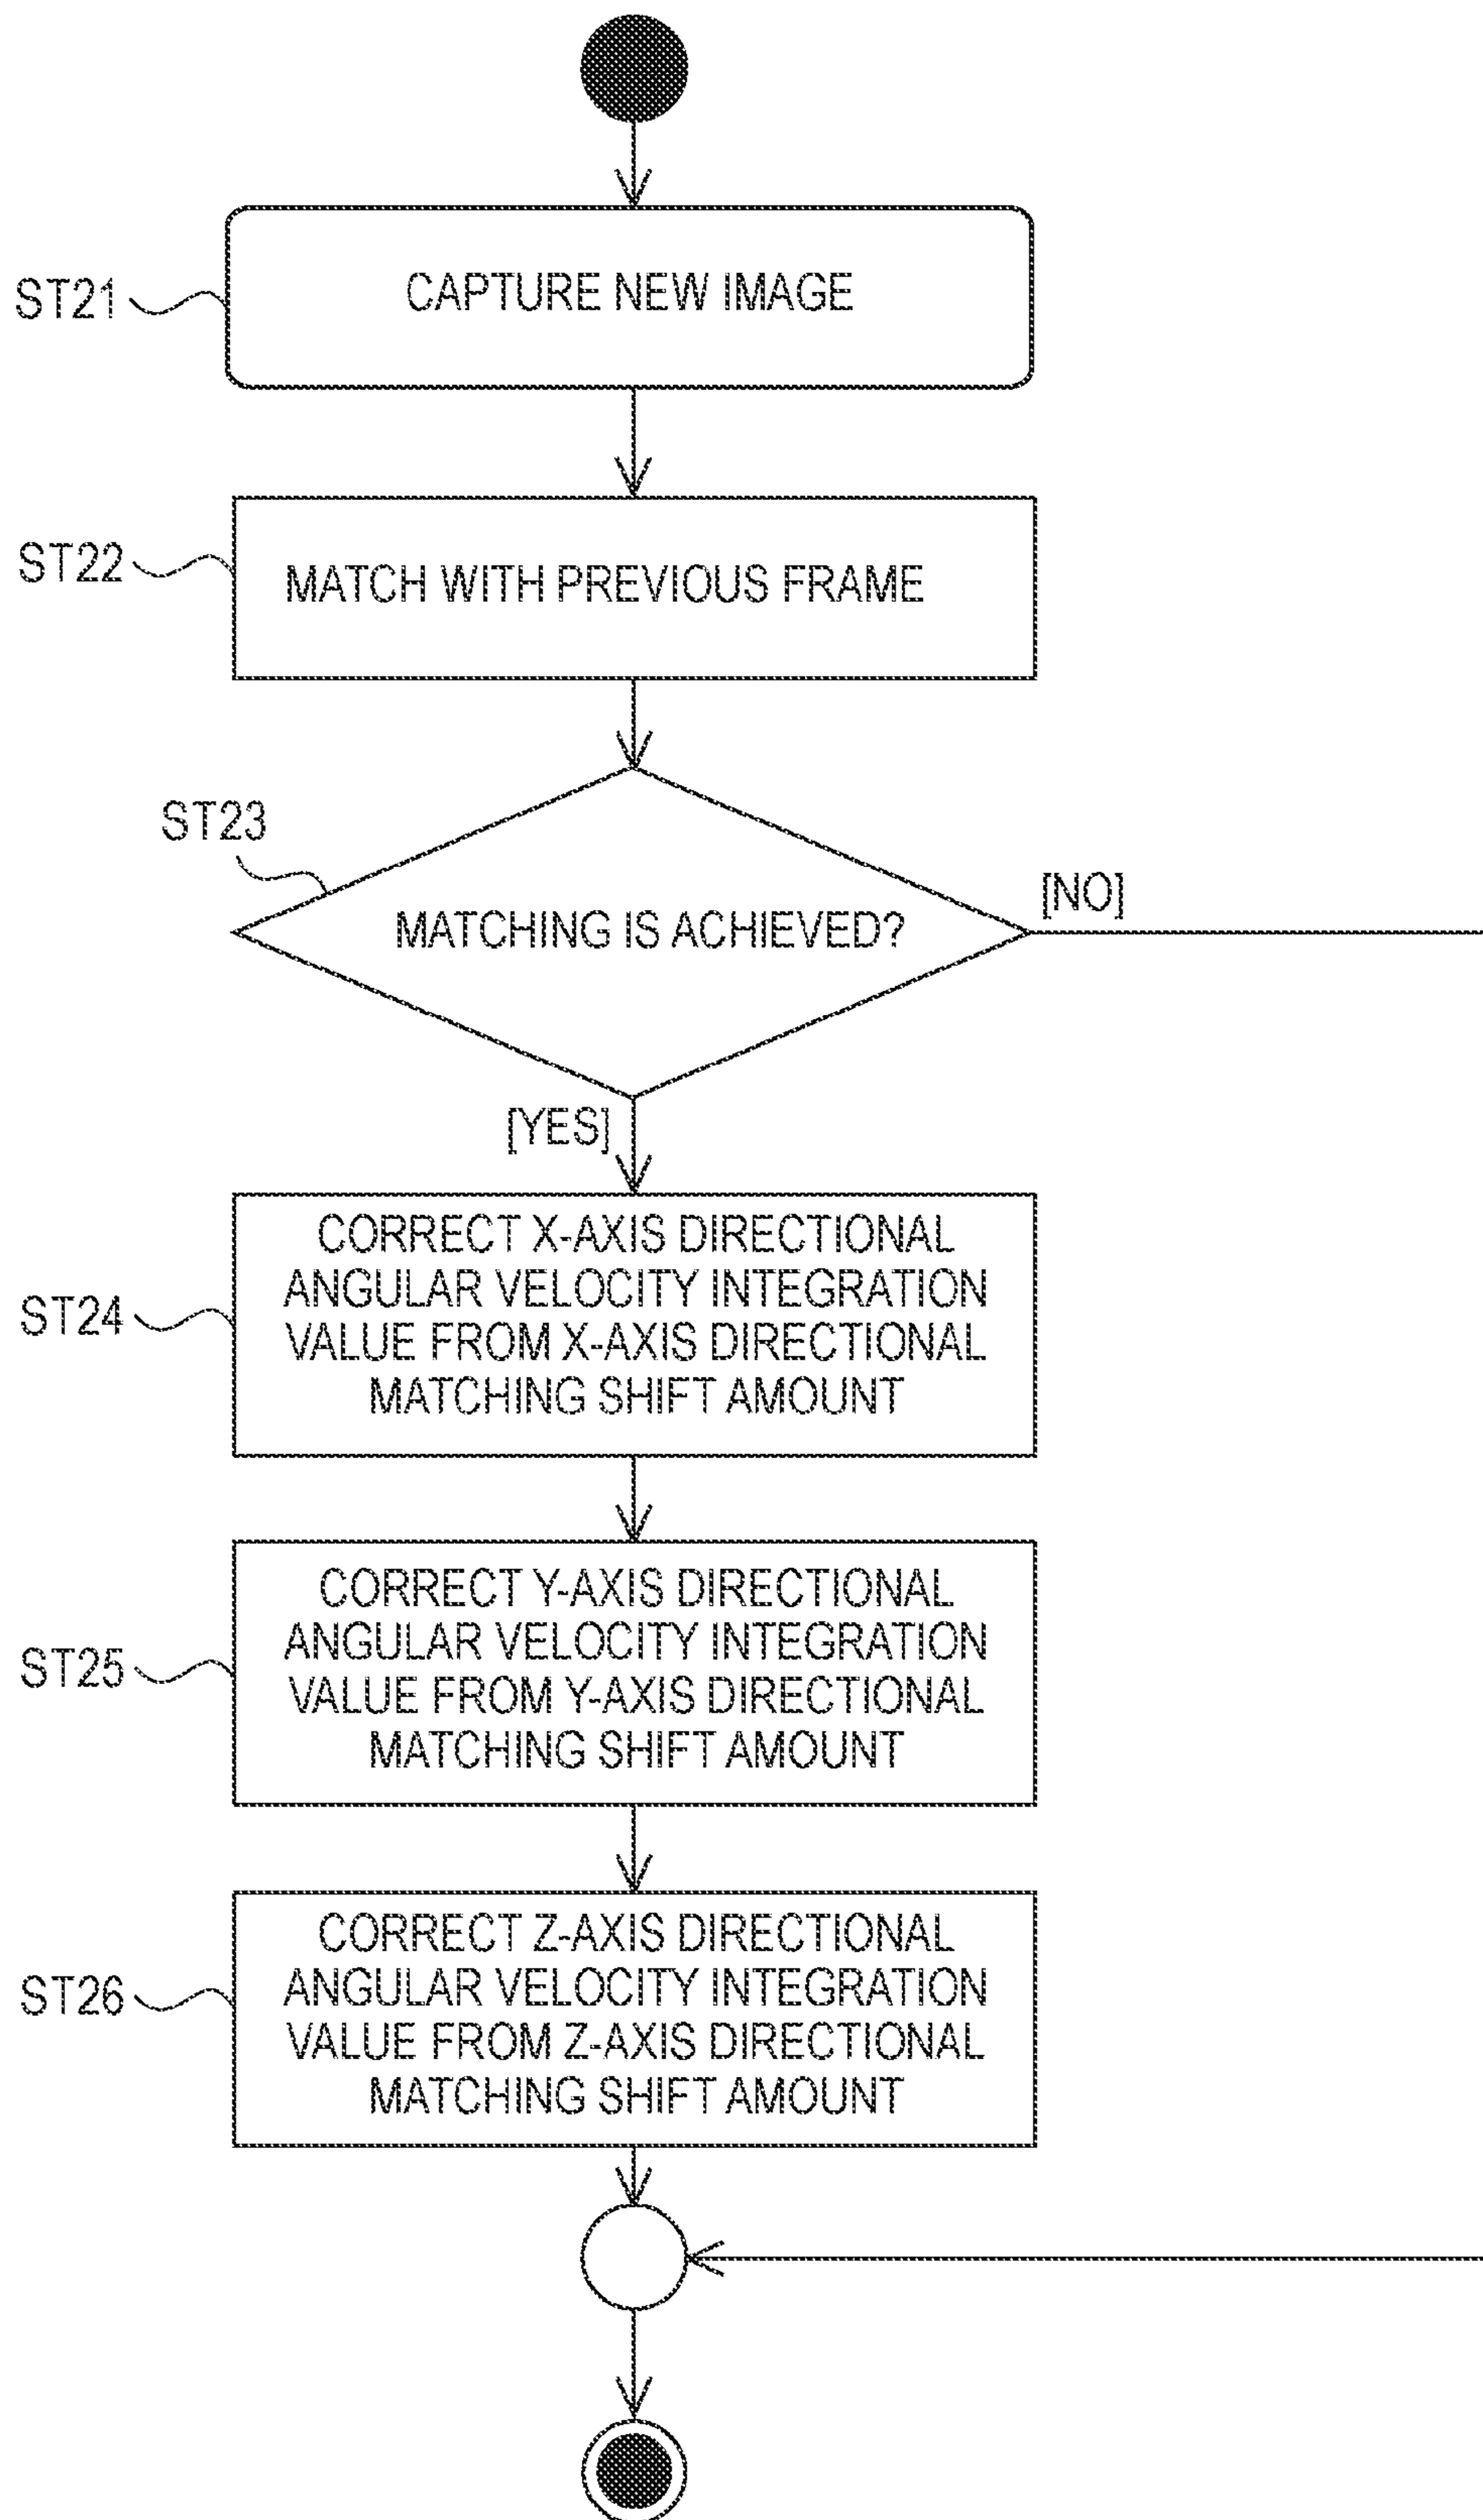 ST21
CAPTURE NEW IMAGE
ST22
MATCH WITH PREVIOUS FRAME
ST23
MATCHING IS ACHIEVED?
[NO]
[YES]
ST24
CORRECT X-AXIS DIRECTIONAL
ANGULAR VELOCITY INTEGRATION
VALUE FROM X-AXIS DIRECTIONAL
MATCHING SHIFT AMOUNT
ST25
CORRECT Y-AXIS DIRECTIONAL
ANGULAR VELOCITY INTEGRATION
VALUE FROM Y-AXIS DIRECTIONAL
MATCHING SHIFT AMOUNT
ST26
CORRECT Z-AXIS DIRECTIONAL
ANGULAR VELOCITY INTEGRATION
VALUE FROM Z-AXIS DIRECTIONAL
MATCHING SHIFT AMOUNT